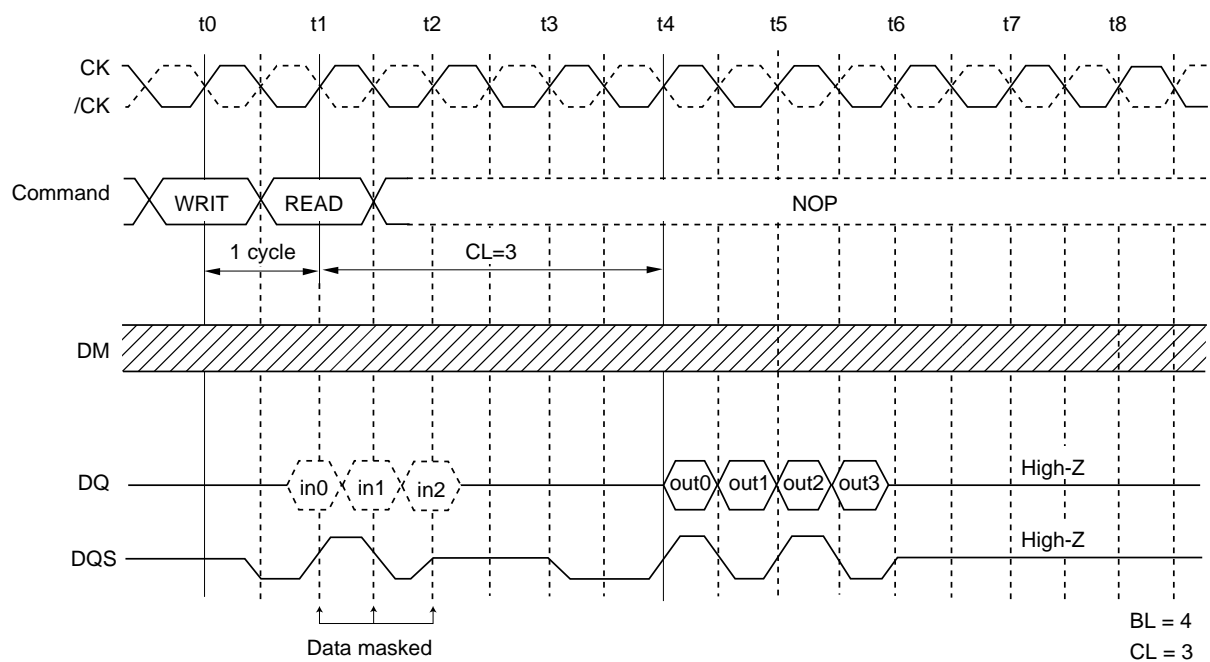 t0 t1 t2 t3 t4 t5 t6 t7 t8
CK
/CK
Command WRIT READ NOP
1 cycle CL=3
DM
DQ in0 in1 in2 out0 out1 out2 out3 High-Z
DQS High-Z
Data masked
BL = 4
CL = 3